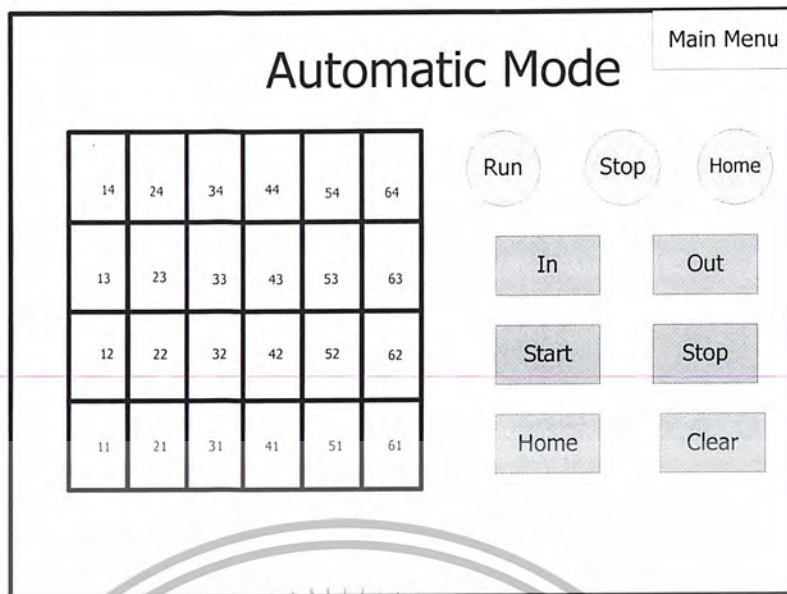 Main Menu
Automatic Mode
Run Stop Home
14 24 34 44 54 64
In Out
13 23 33 43 53 63
Start Stop
12 22 32 42 52 62
Home Clear
11 21 31 41 51 61